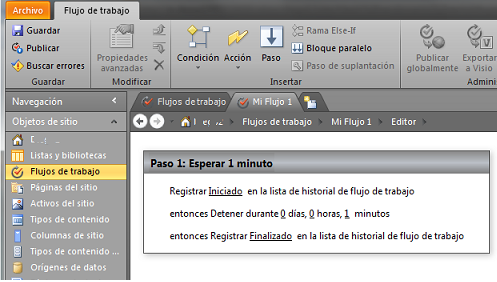 Archivo
Flujo de trabajo
Guardar
Publicar
Buscar errores
Guardar
Propiedades
avanzadas
Modificar
Condición
Acción
Paso
Rama Else-If
Bloque paralelo
Paso de suplantación
Insertar
Publicar
globalmente
Exportar
a Visio
Admini
Navegación
Flujos de trabajo
Mi Flujo 1
Objetos de sitio
Flujos de trabajo
Mi Flujo 1
Editor
Listas y bibliotecas
Flujos de trabajo
Páginas del sitio
Activos del sitio
Tipos de contenido
Columnas de sitio
Tipos de contenido ...
Orígenes de datos
Paso 1: Esperar 1 minuto
Registrar Iniciado en la lista de historial de flujo de trabajo
entonces Detener durante 0 días, 0 horas, 1 minutos
entonces Registrar Finalizado en la lista de historial de flujo de trabajo